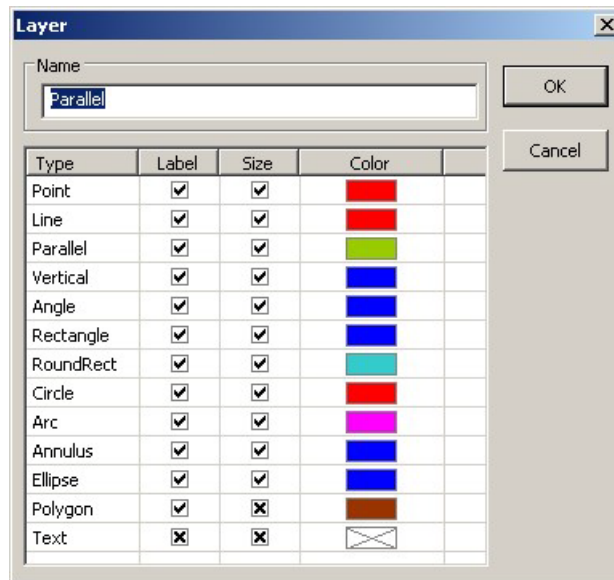 Layer
Name
Parallel
OK
Cancel
Type Label Size Color
Point
Line
Parallel
Vertical
Angle
Rectangle
RoundRect
Circle
Arc
Annulus
Ellipse
Polygon
Text